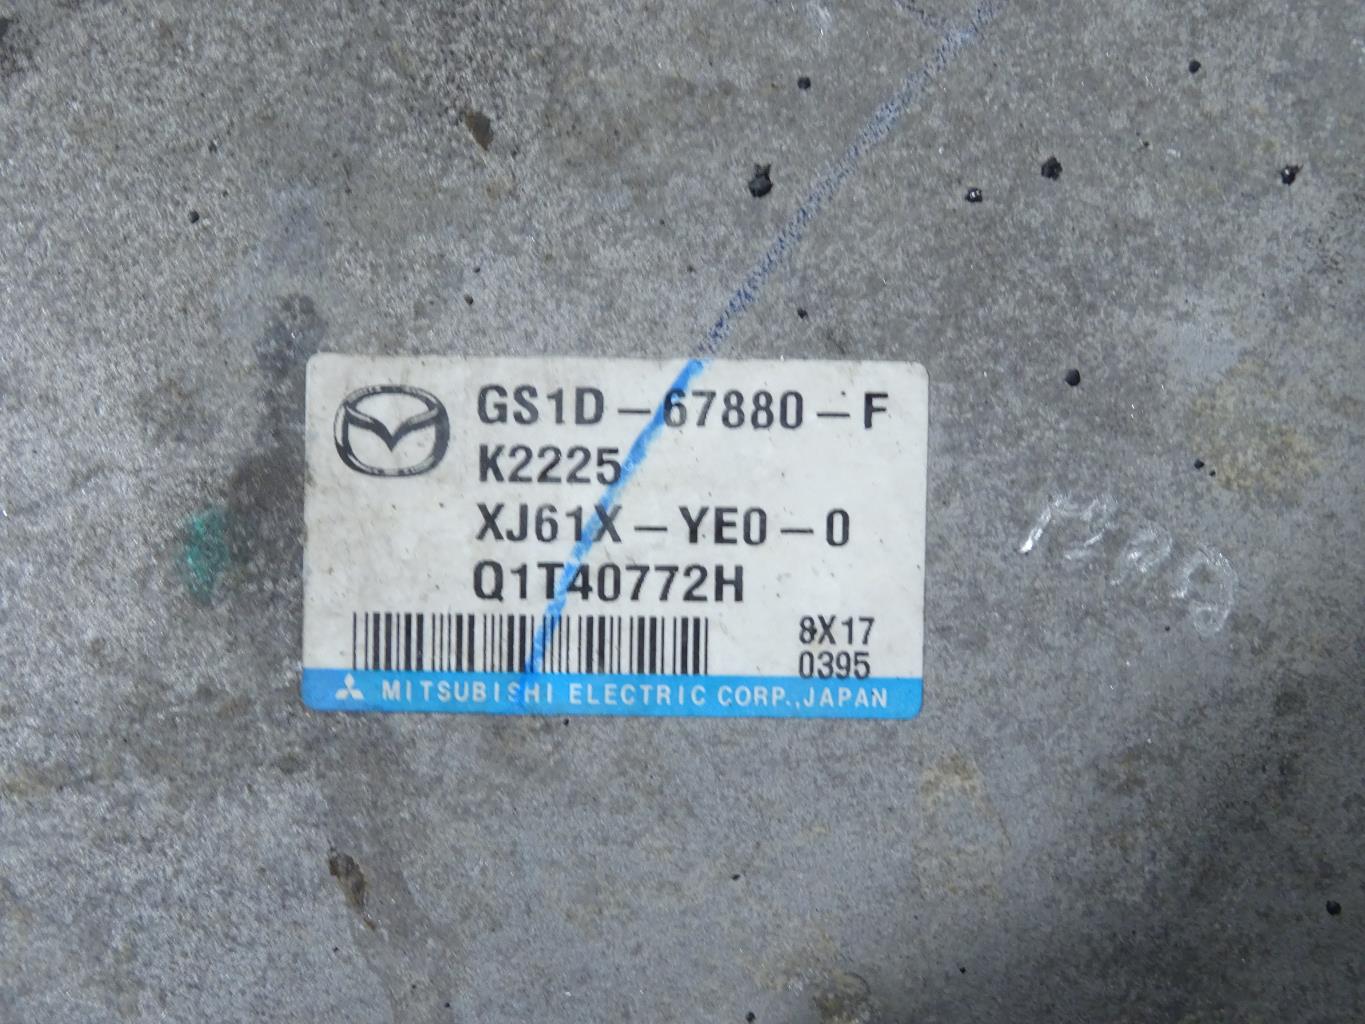 GS1D-67880-F
K2225
XJ61X-YE0-0
Q1T40772H
8X17
0395
MITSUBISHI ELECTRIC CORP., JAPAN